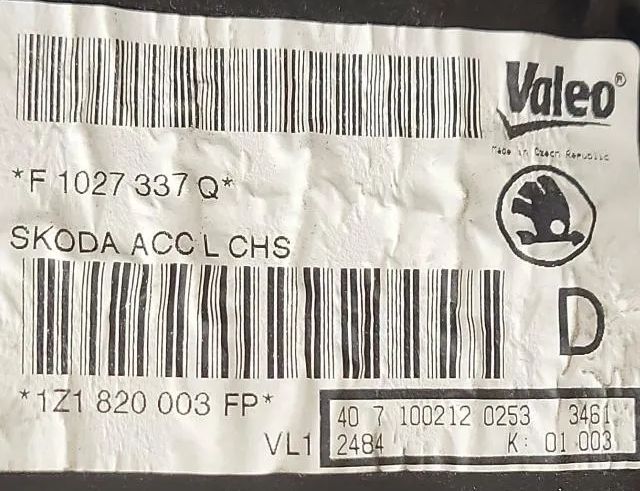 Valeo®
Made in Czech Republic
*F 1027 337 Q*
SKODA ACC L CHS
D
*1Z1 820 003 FP*
VL1
40 7 100212 0253 3461
2484 K: 01 003